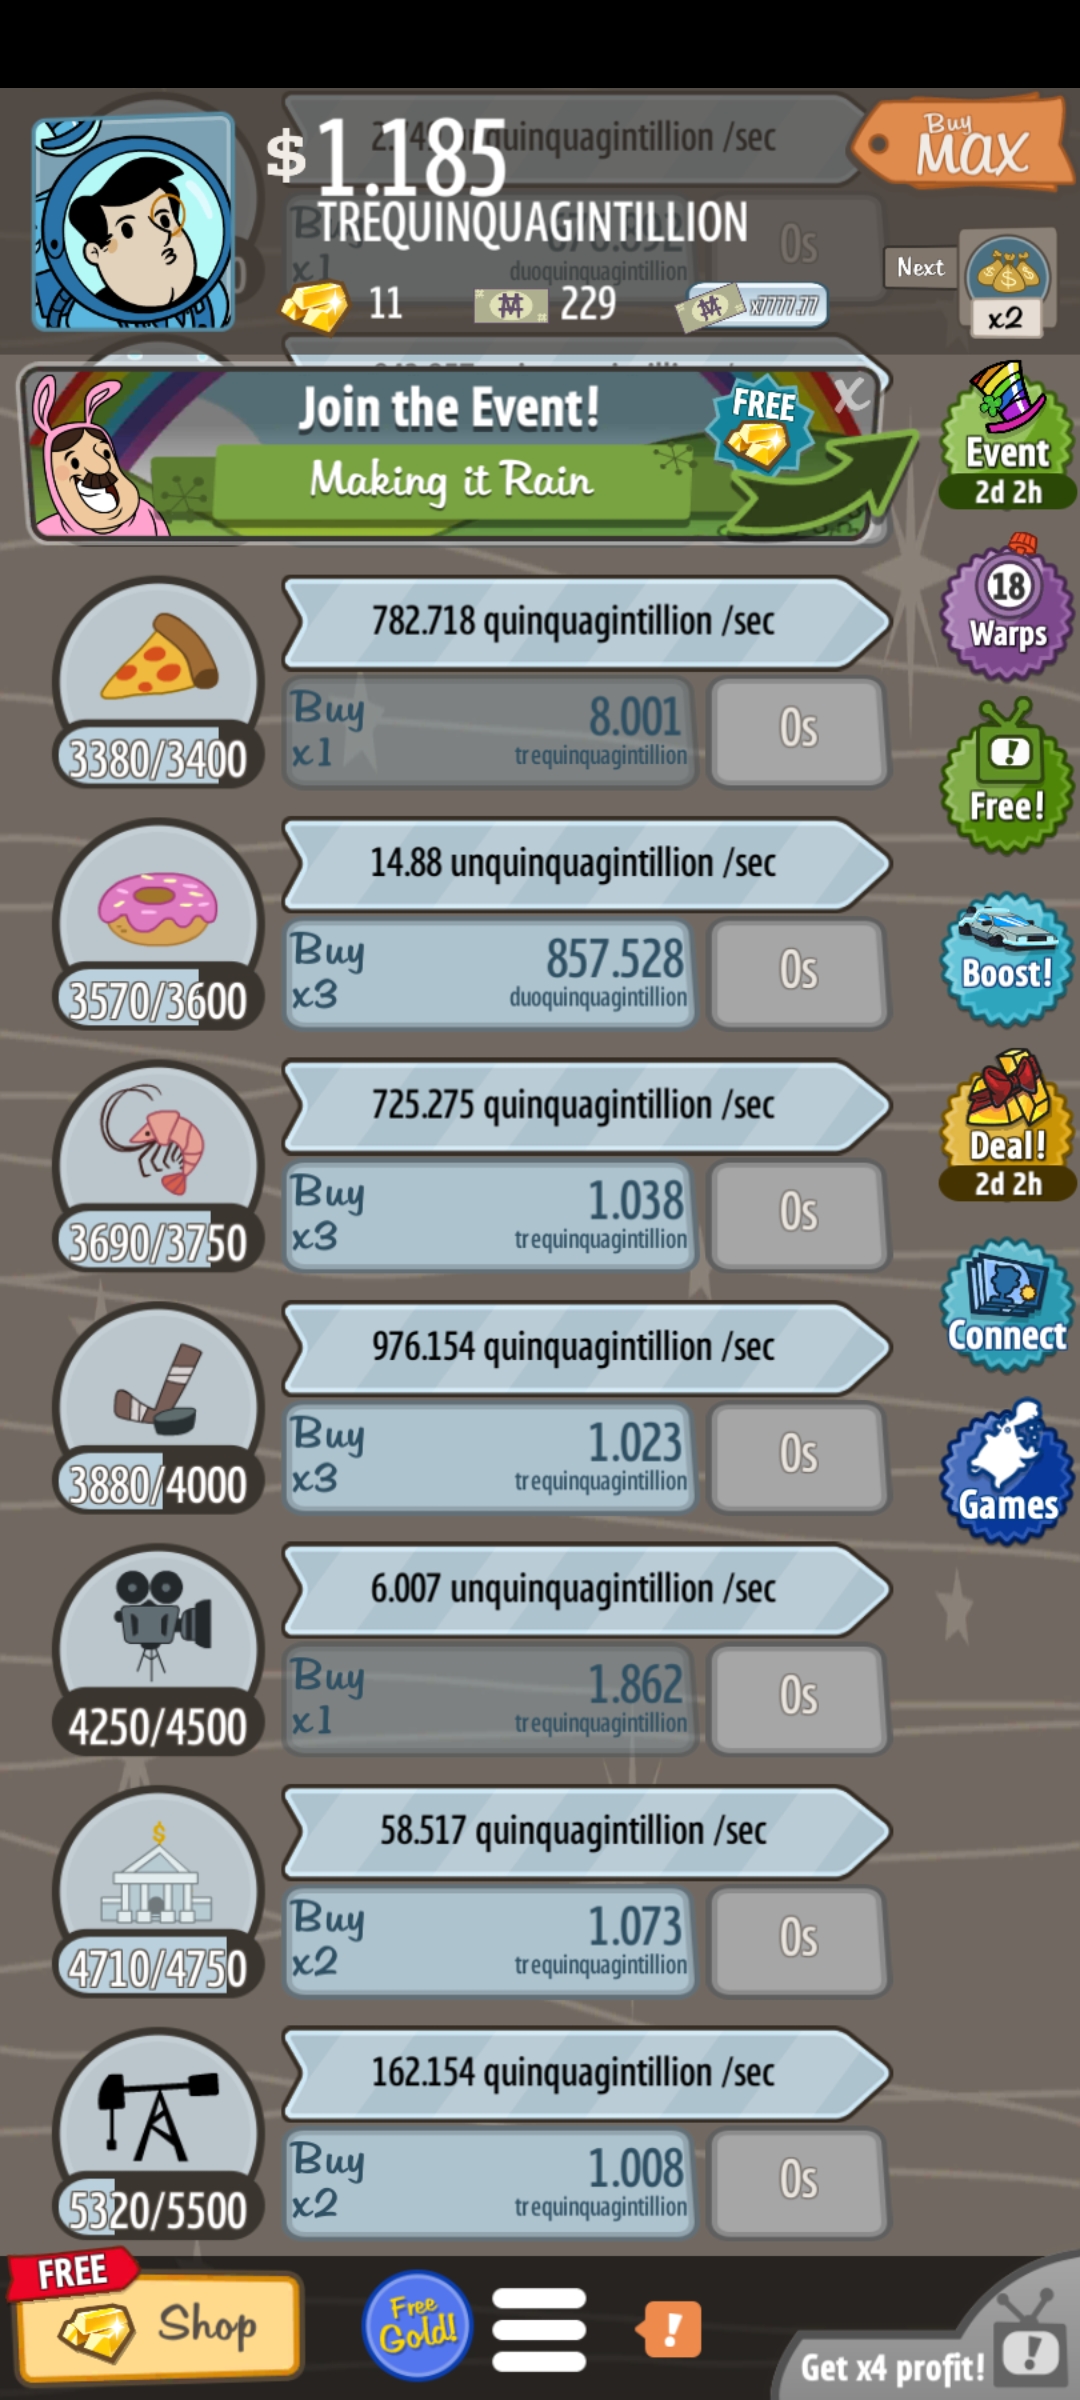 $ 1.185
TREQUINQUAGINTILLION
Buy
MAX
11
229
x7777.77
Next
x2
duoquinquagintillion
0s
Buy
x1
Join the Event!
Making it Rain
FREE
X
Event
2d 2h
782.718 quinquagintillion /sec
Buy
x1
8.001
trequinquagintillion
0s
3380/3400
18
Warps
Free!
14.88 unquinquagintillion /sec
Buy
x3
857.528
duoquinquagintillion
0s
3570/3600
Boost!
725.275 quinquagintillion /sec
Buy
x3
1.038
trequinquagintillion
0s
3690/3750
Deal!
2d 2h
976.154 quinquagintillion /sec
Buy
x3
1.023
trequinquagintillion
0s
3880/4000
Connect
Games
6.007 unquinquagintillion /sec
Buy
x1
1.862
trequinquagintillion
0s
4250/4500
58.517 quinquagintillion /sec
Buy
x2
1.073
trequinquagintillion
0s
4710/4750
162.154 quinquagintillion /sec
Buy
x2
1.008
trequinquagintillion
0s
5320/5500
FREE
Shop
Free
Gold!
!
Get x4 profit!
!